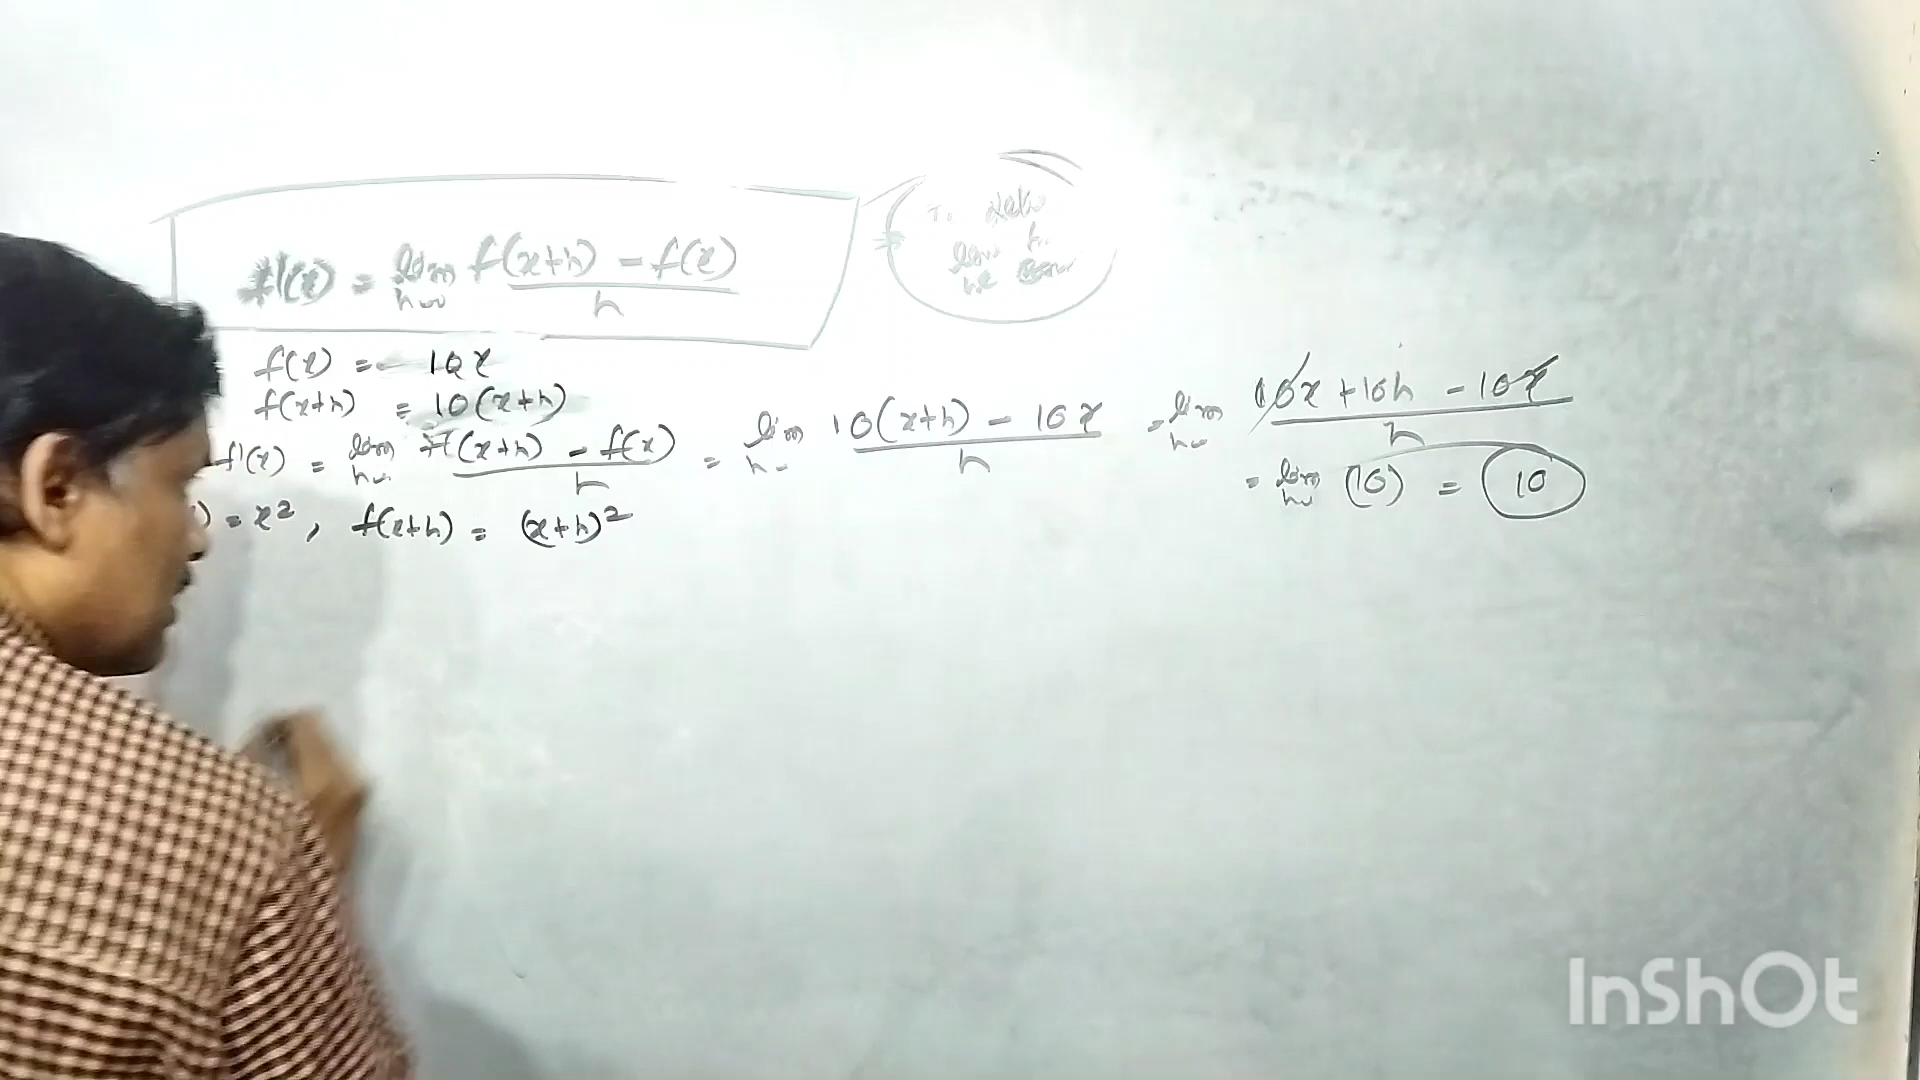 f'(x) = lim h→0 f(x+h) - f(x) / h
f(x) = 10x
f(x+h) = 10(x+h)
f'(x) = lim h→0 f(x+h) - f(x) / h = lim h→0 10(x+h) - 10x / h = lim h→0 10x + 10h - 10x / h
= lim h→0 (10) = 10
) = x², f(x+h) = (x+h)²
InShOt